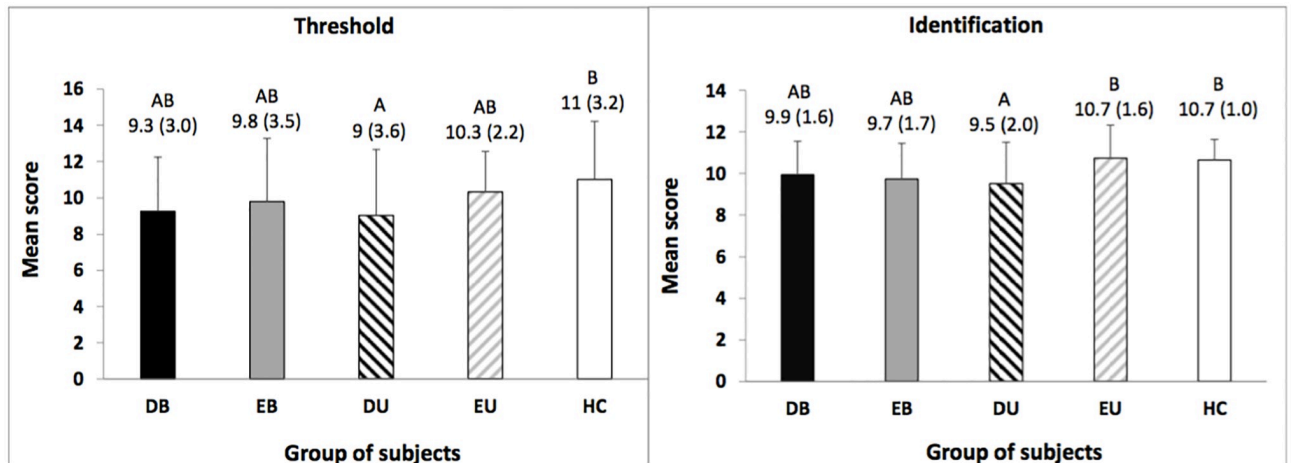 Threshold
Mean score
16
14
12
10
8
6
4
2
0
AB
9.3 (3.0)
AB
9.8 (3.5)
A
9 (3.6)
AB
10.3 (2.2)
B
11 (3.2)
DB EB DU EU HC
Group of subjects
Identification
Mean score
14
12
10
8
6
4
2
0
AB
9.9 (1.6)
AB
9.7 (1.7)
A
9.5 (2.0)
B
10.7 (1.6)
B
10.7 (1.0)
DB EB DU EU HC
Group of subjects